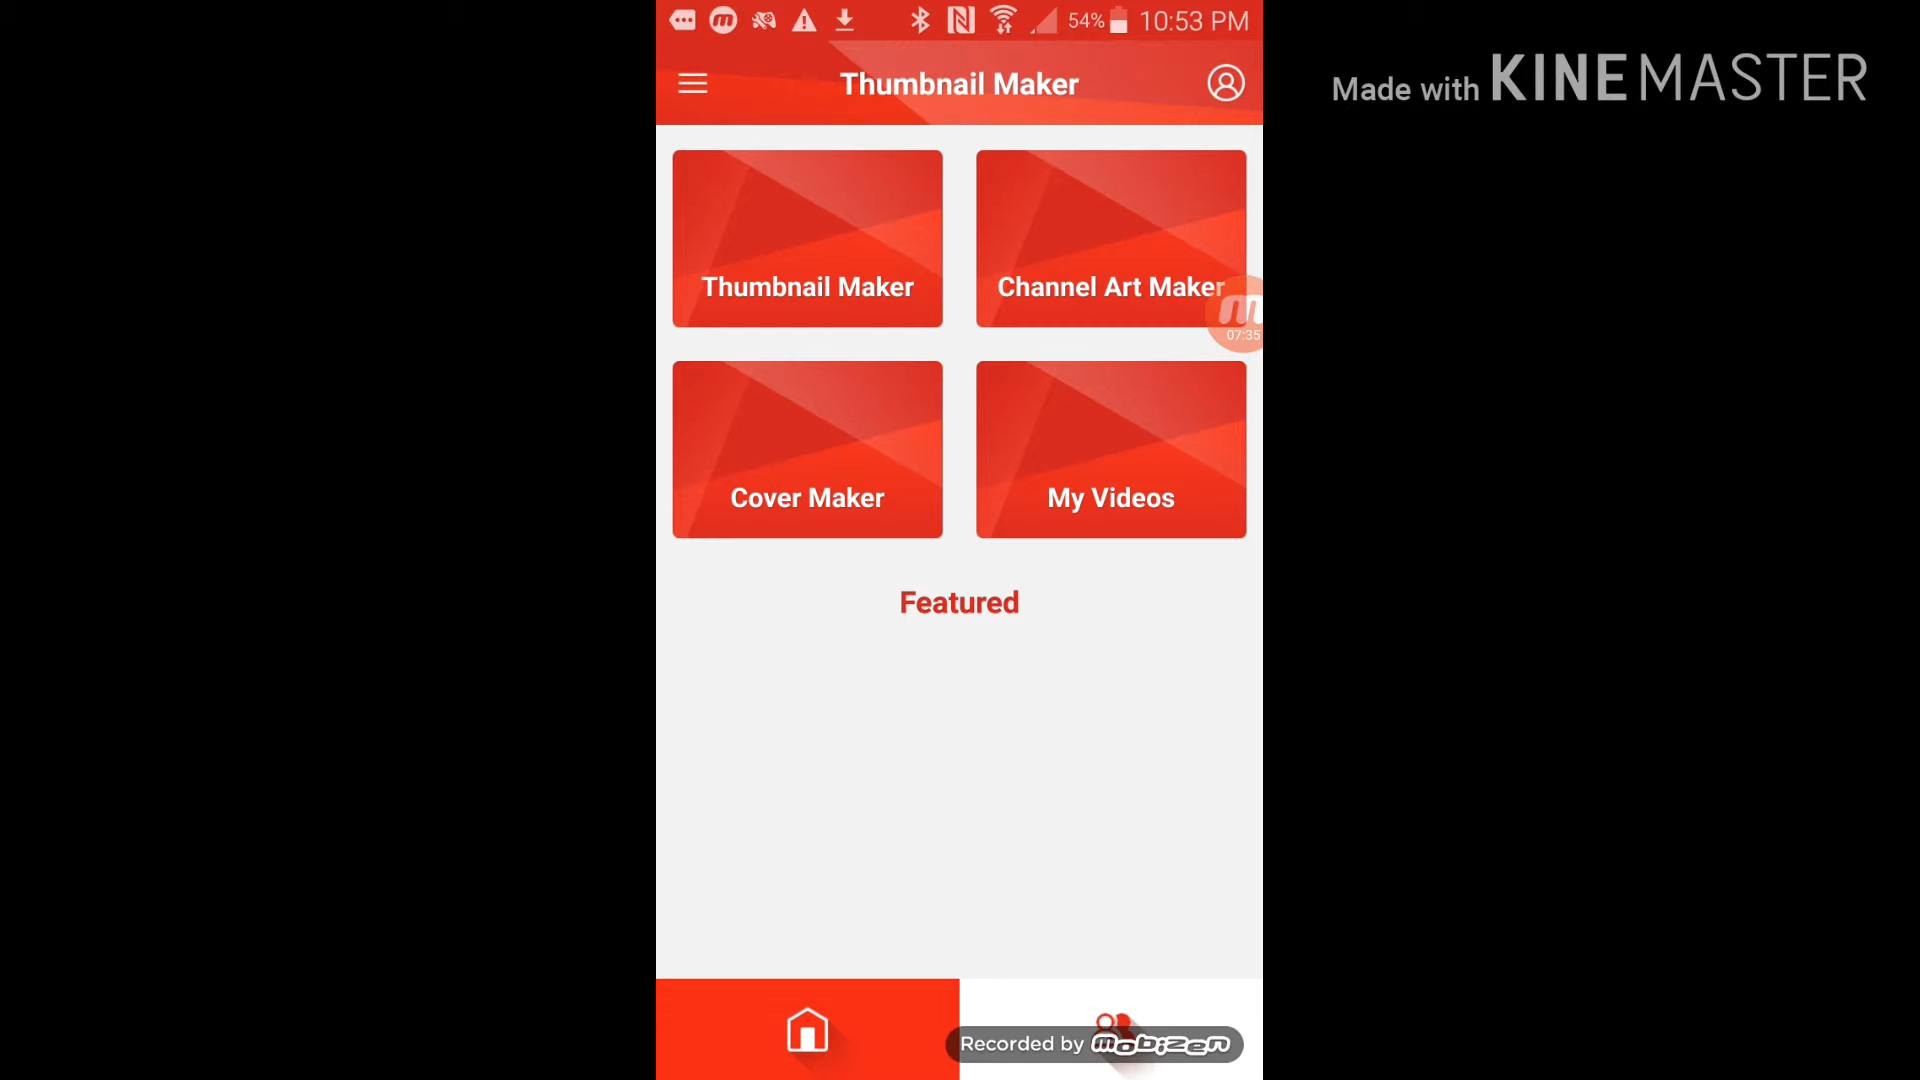 54% 10:53 PM
Made with KINEMASTER
Thumbnail Maker
Thumbnail Maker
Channel Art Maker
07:35
Cover Maker
My Videos
Featured
Recorded by mobizen